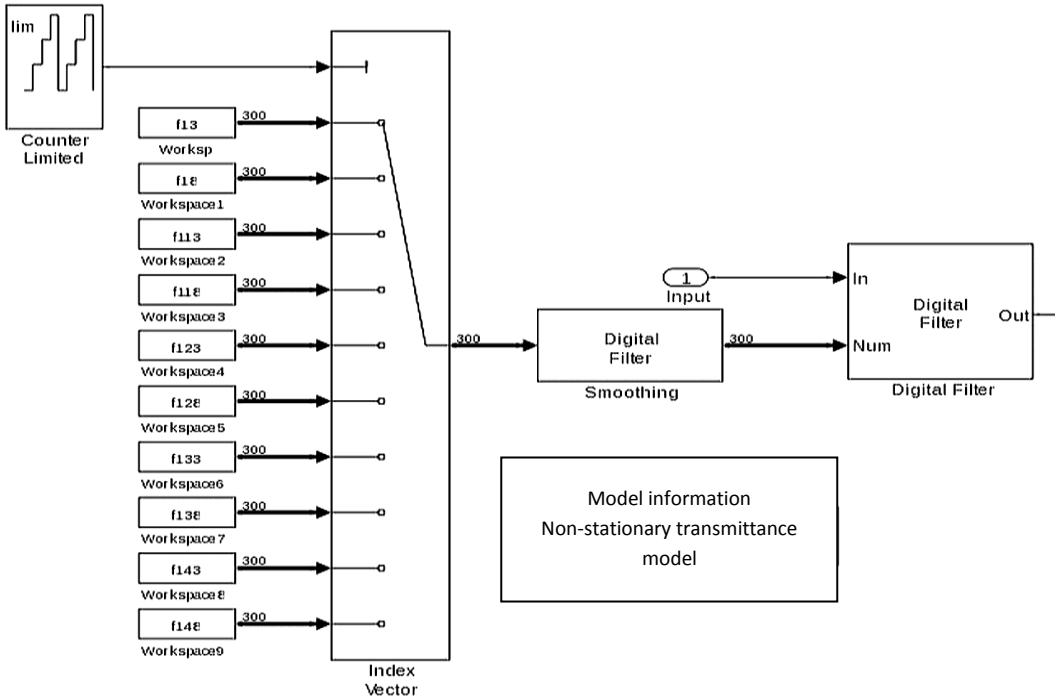 lim
Counter
Limited
f13
300
Worksp
f18
300
Workspace1
f113
300
Workspace2
f118
300
Workspace3
f123
300
Workspace4
f128
300
Workspace5
f133
300
Workspace6
f138
300
Workspace7
f143
300
Workspace8
f148
300
Workspace9
Index
Vector
300
Digital
Filter
Smoothing
300
1
Input
In
Num
Digital
Filter
Out
Digital Filter
Model information
Non-stationary transmittance
model